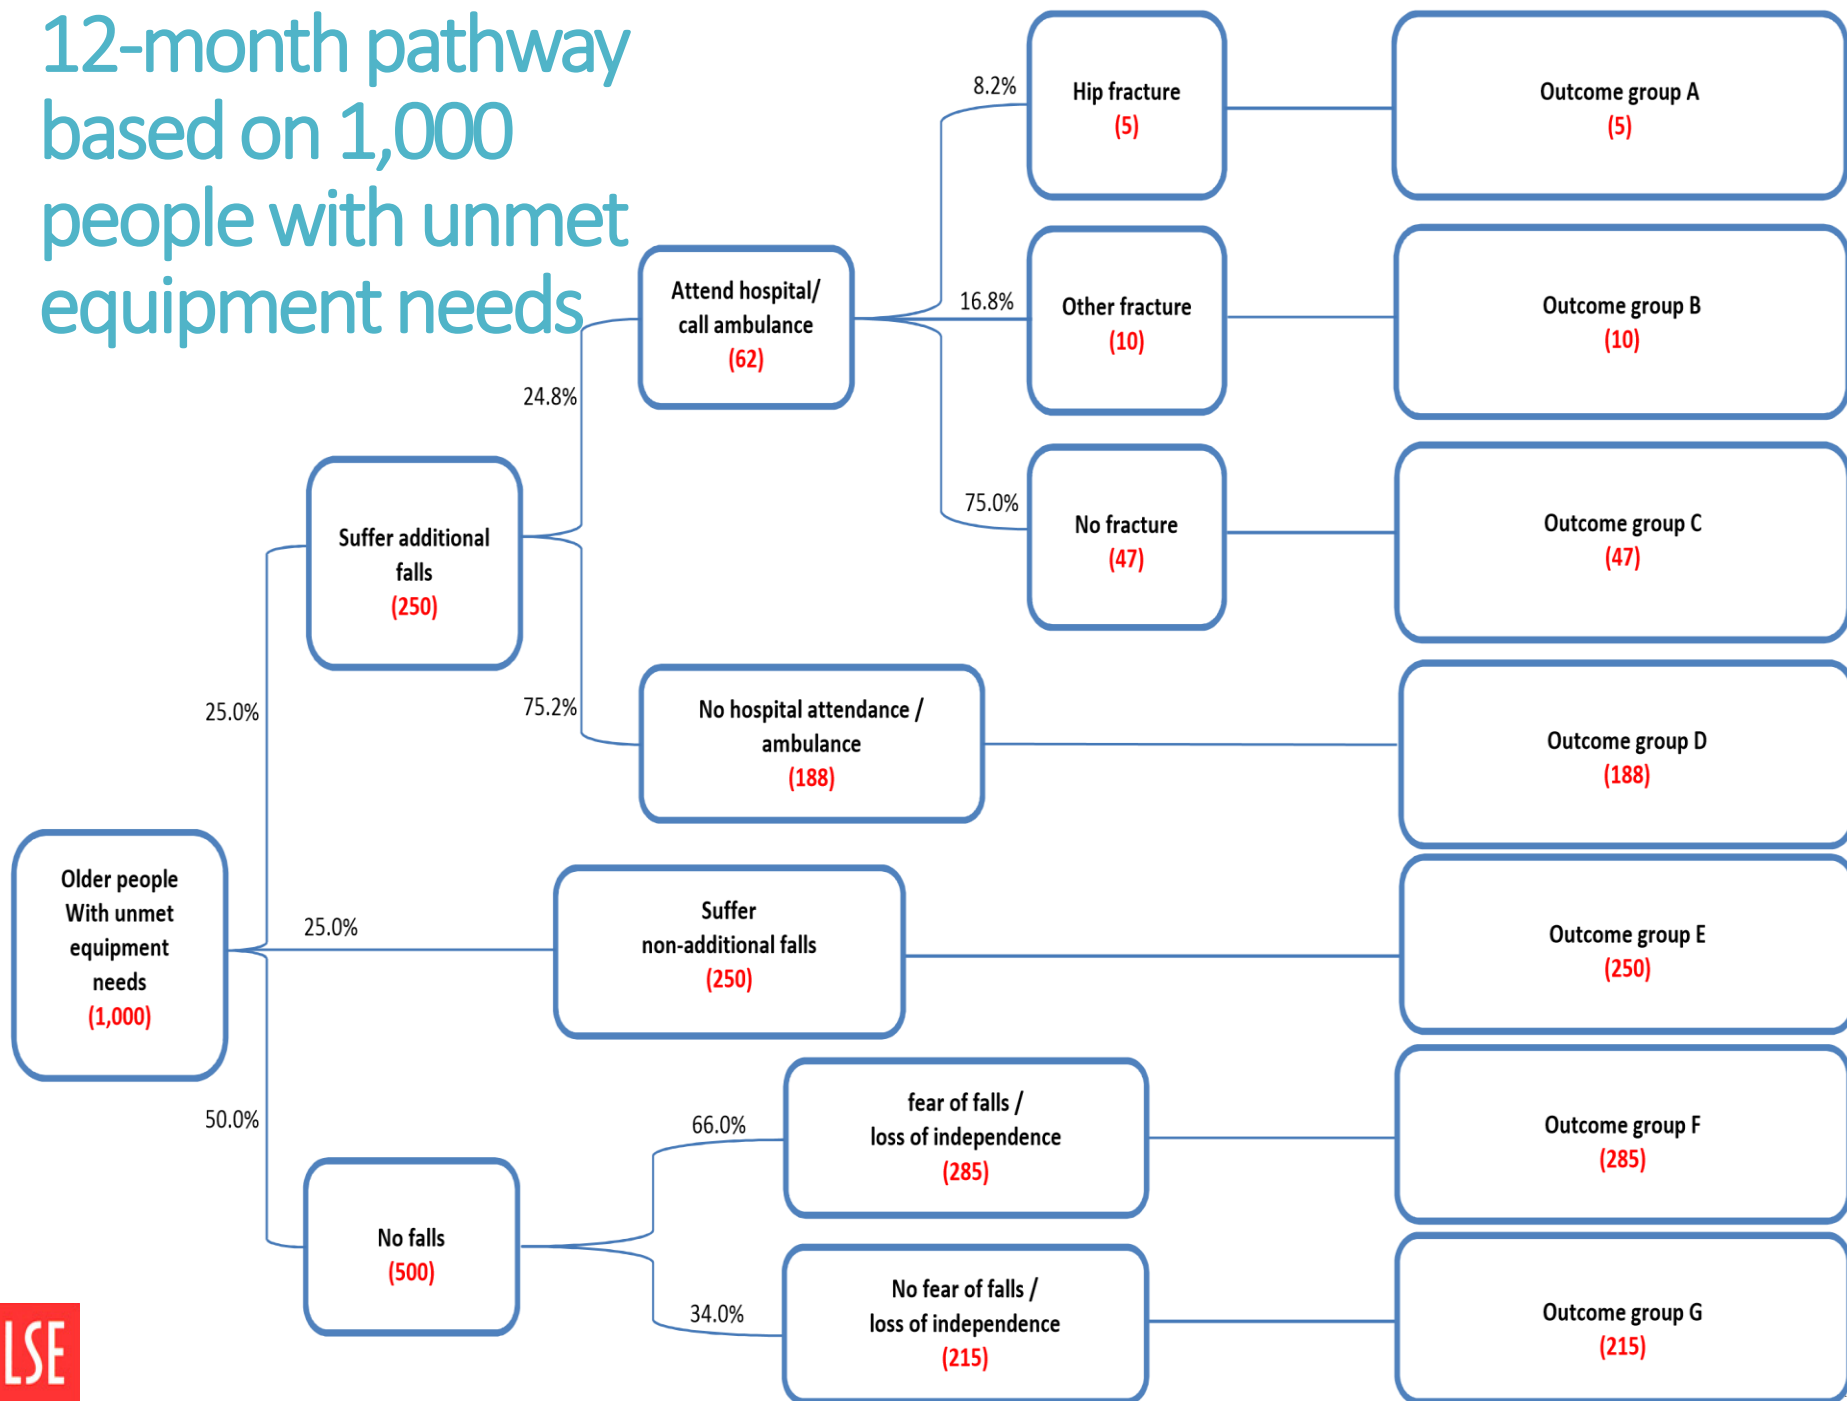 12-month pathway
based on 1,000
people with unmet
equipment needs
8.2%
Hip fracture
(5)
Outcome group A
(5)
Attend hospital/
call ambulance
(62)
16.8%
Other fracture
(10)
Outcome group B
(10)
24.8%
75.0%
No fracture
(47)
Outcome group C
(47)
Suffer additional
falls
(250)
25.0%
75.2%
No hospital attendance /
ambulance
(188)
Outcome group D
(188)
Older people
With unmet
equipment
needs
(1,000)
25.0%
Suffer
non-additional falls
(250)
Outcome group E
(250)
50.0%
66.0%
fear of falls /
loss of independence
(285)
Outcome group F
(285)
No falls
(500)
34.0%
No fear of falls /
loss of independence
(215)
Outcome group G
(215)
LSE